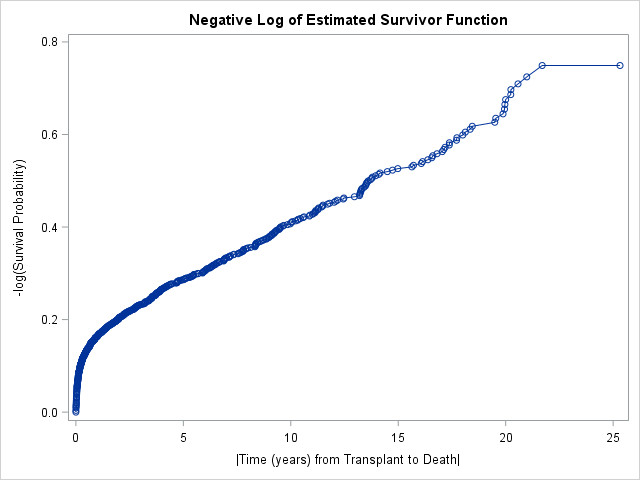 Negative Log of Estimated Survivor Function
0.8
0.6
0.4
0.2
0.0
-log(Survival Probability)
0 5 10 15 20 25
|Time (years) from Transplant to Death|